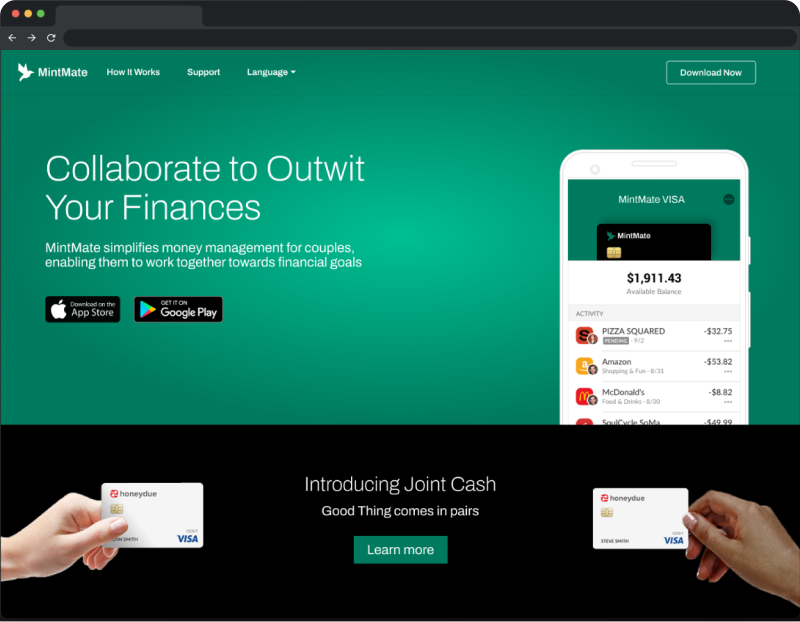 MintMate
How It Works
Support
Language
Download Now
Collaborate to Outwit
Your Finances
MintMate simplifies money management for couples,
enabling them to work together towards financial goals
Download on the
App Store
GET IT ON
Google Play
MintMate VISA
MintMate
$1,911.43
Available Balance
ACTIVITY
PIZZA SQUARED
-$32.75
PENDING · 9/2
Amazon
-$53.82
Shopping & Fun · 8/31
McDonald's
-$8.82
Food & Drinks · 8/30
SoulCycle SoMa
-$49.99
Introducing Joint Cash
Good Thing comes in pairs
Learn more
honeydue
SMITH
DEBIT
VISA
honeydue
STEVE SMITH
DEBIT
VISA